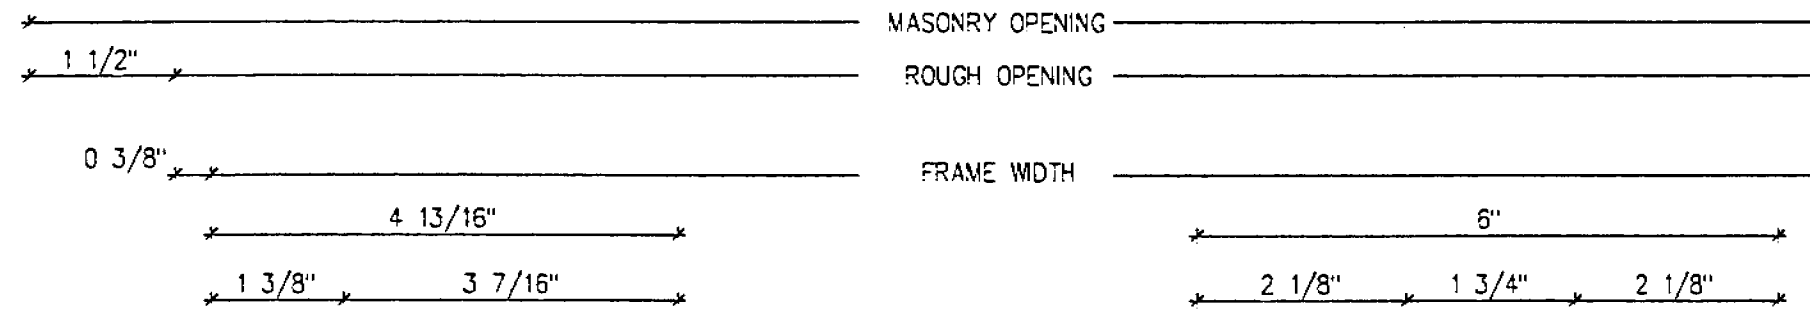 MASONRY OPENING
1 1/2"
ROUGH OPENING
0 3/8"
FRAME WIDTH
4 13/16"
6"
1 3/8" 3 7/16" 2 1/8" 1 3/4" 2 1/8"